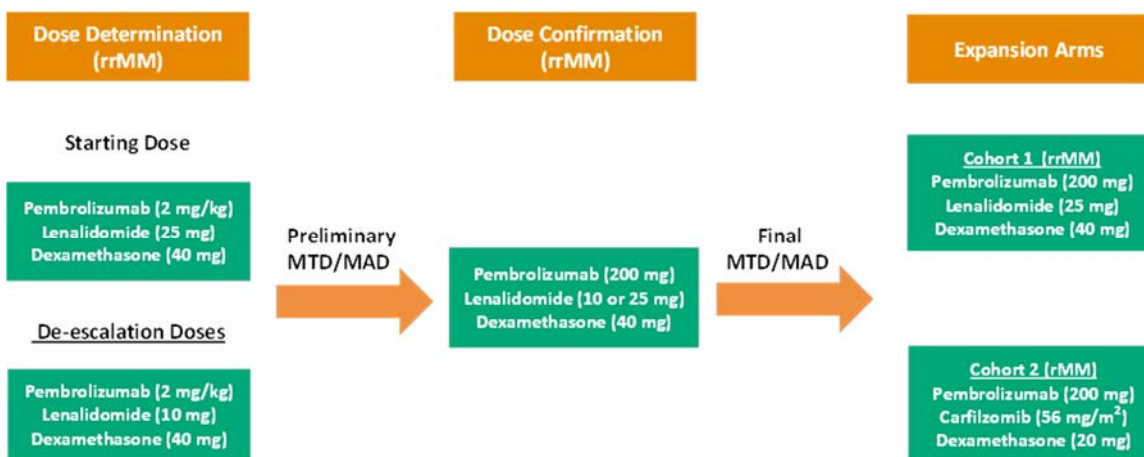 Dose Determination
(rrMM)
Starting Dose
Pembrolizumab (2 mg/kg)
Lenalidomide (25 mg)
Dexamethasone (40 mg)
De-escalation Doses
Pembrolizumab (2 mg/kg)
Lenalidomide (10 mg)
Dexamethasone (40 mg)
Preliminary
MTD/MAD
Dose Confirmation
(rrMM)
Pembrolizumab (200 mg)
Lenalidomide (10 or 25 mg)
Dexamethasone (40 mg)
Final
MTD/MAD
Expansion Arms
Cohort 1 (rrMM)
Pembrolizumab (200 mg)
Lenalidomide (25 mg)
Dexamethasone (40 mg)
Cohort 2 (rMM)
Pembrolizumab (200 mg)
Carfilzomib (56 mg/m²)
Dexamethasone (20 mg)